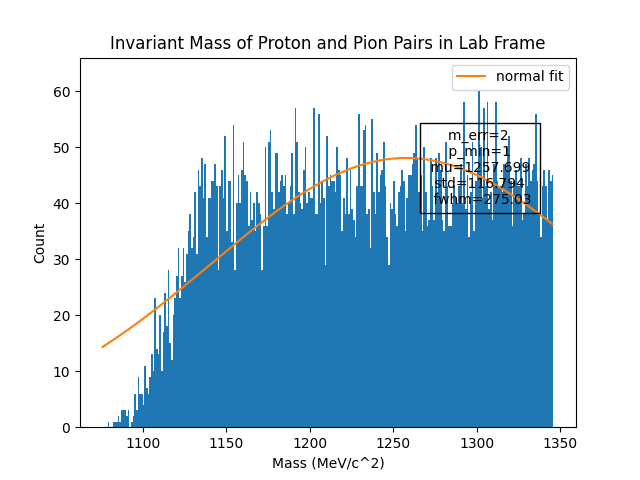 Invariant Mass of Proton and Pion Pairs in Lab Frame
normal fit
m_err=2
p_min=1
mu=1257.699
std=116.794
fwhm=275.03
Count
60
50
40
30
20
10
0
1100 1150 1200 1250 1300 1350
Mass (MeV/c^2)